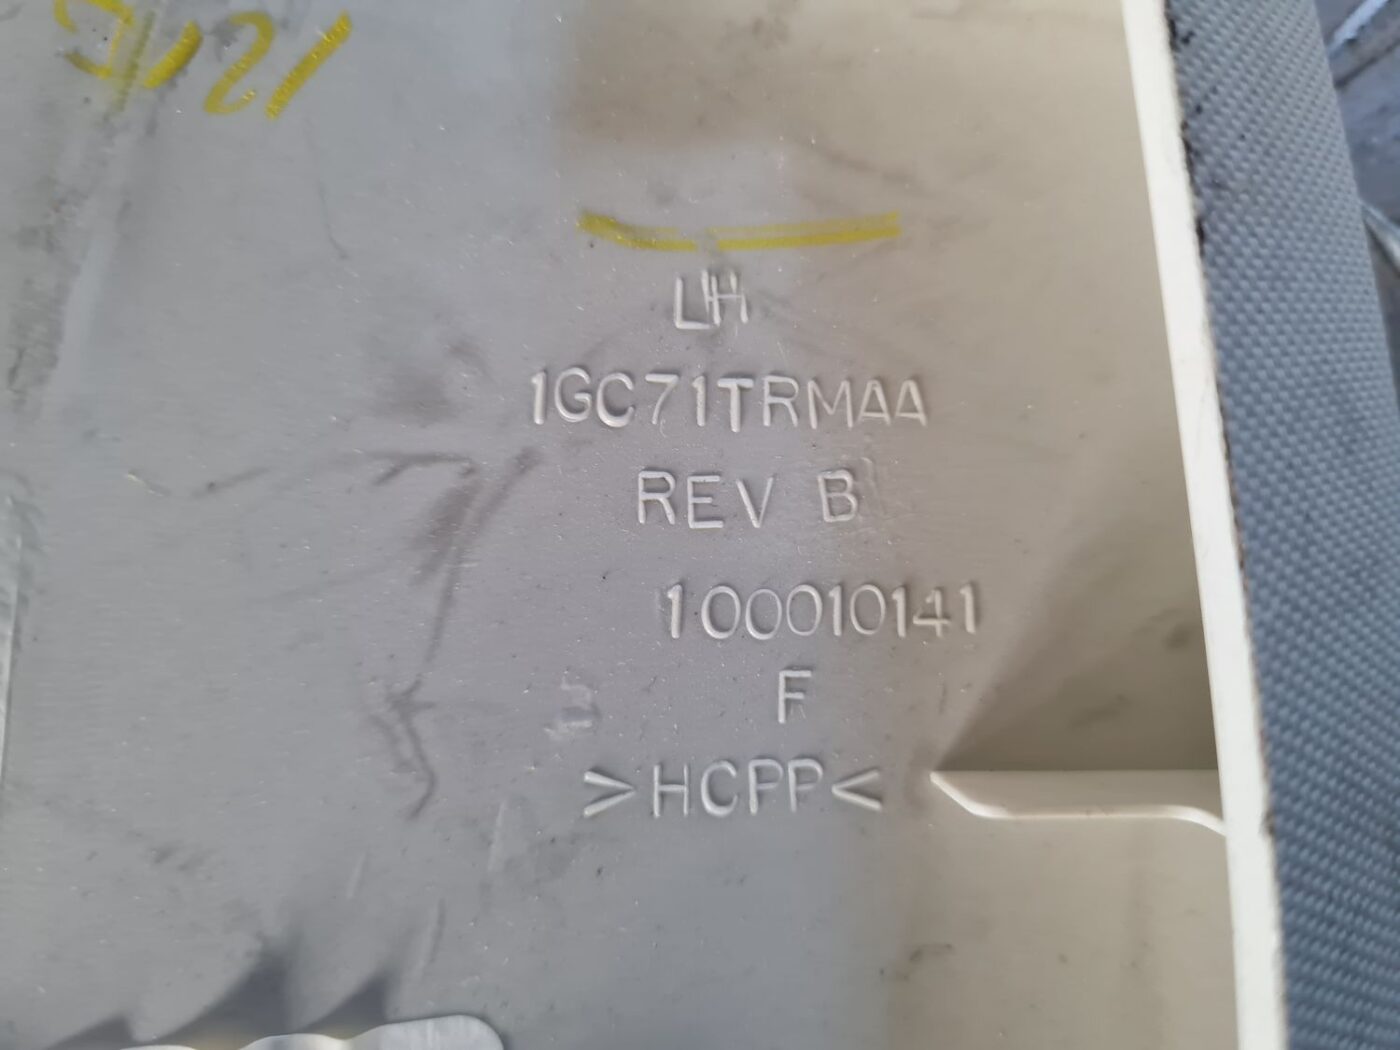 LH
1GC71TRMAA
REV B
100010141
F
>HCPP<